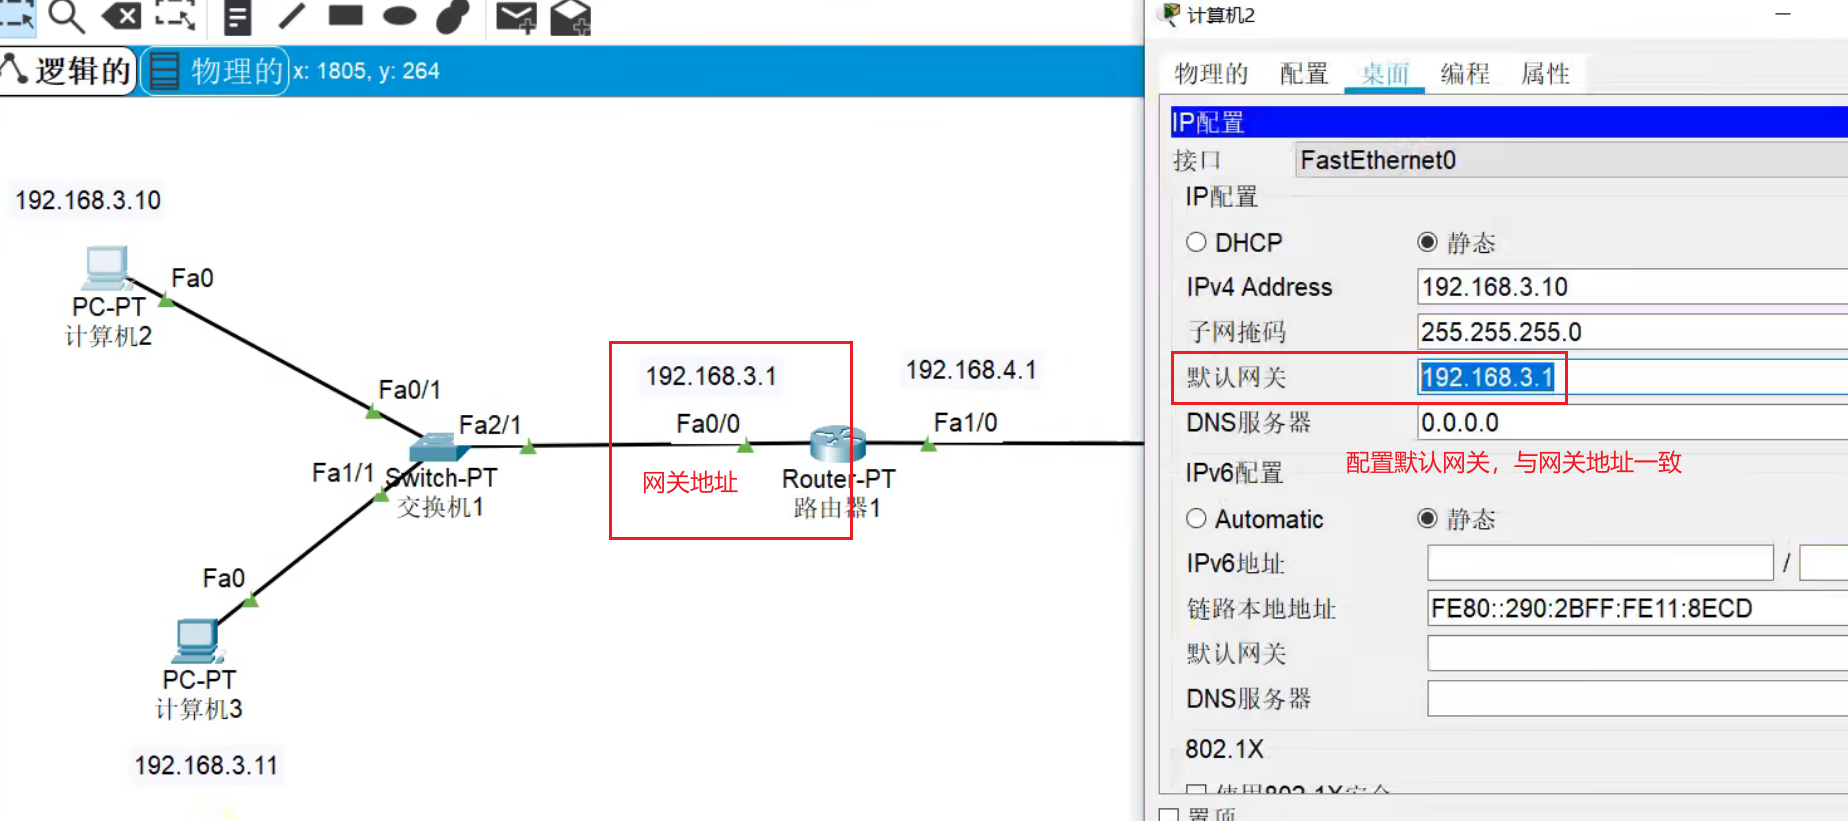 逻辑的 物理的 x: 1805, y: 264
192.168.3.10
Fa0
PC-PT
计算机2
Fa0/1
Fa2/1
Fa1/1
Switch-PT
交换机1
192.168.3.1
Fa0/0
网关地址
192.168.4.1
Fa1/0
Router-PT
路由器1
Fa0
PC-PT
计算机3
192.168.3.11
计算机2
物理的 配置 桌面 编程 属性
IP配置
接口 FastEthernet0
IP配置
DHCP 静态
IPv4 Address 192.168.3.10
子网掩码 255.255.255.0
默认网关 192.168.3.1
DNS服务器 0.0.0.0
配置默认网关，与网关地址一致
IPv6配置
Automatic 静态
IPv6地址 /
链路本地地址 FE80::290:2BFF:FE11:8ECD
默认网关
DNS服务器
802.1X
使用802.1X安全
置顶